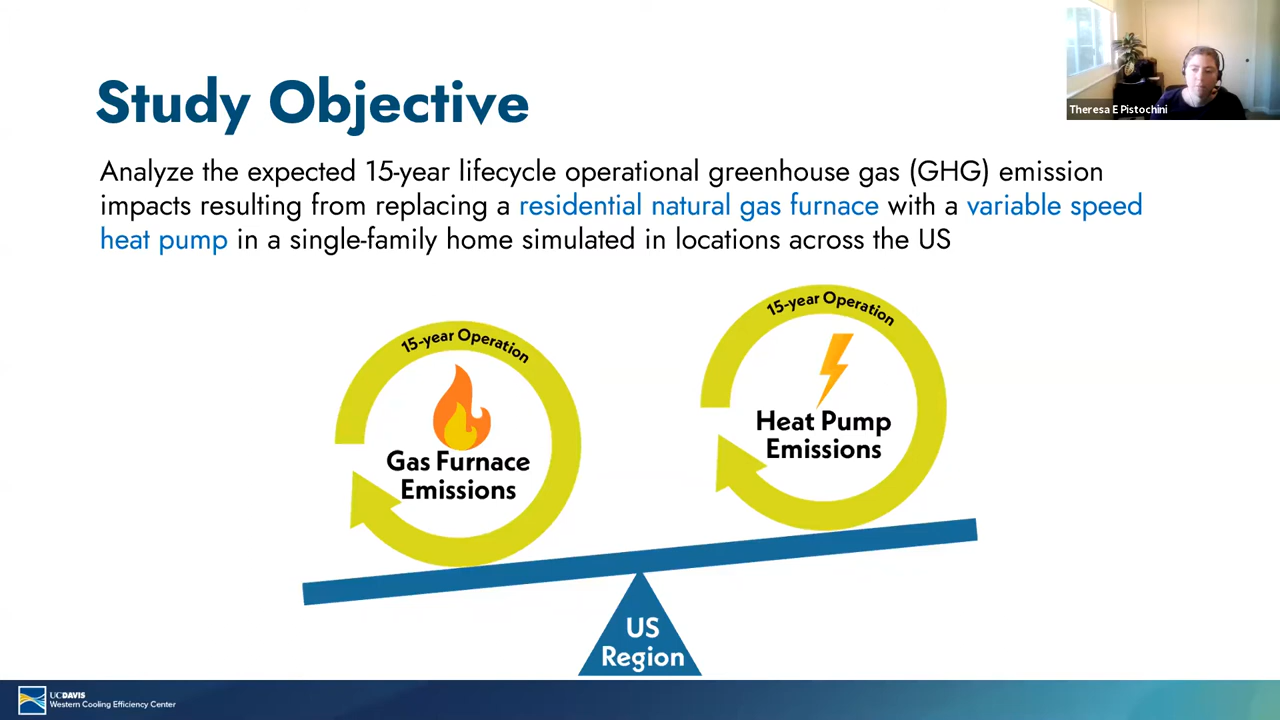 Theresa E Pistochini
Study Objective
Analyze the expected 15-year lifecycle operational greenhouse gas (GHG) emission
impacts resulting from replacing a residential natural gas furnace with a variable speed
heat pump in a single-family home simulated in locations across the US
15-year Operation
Gas Furnace
Emissions
15-year Operation
Heat Pump
Emissions
US
Region
UCDAVIS
Western Cooling Efficiency Center